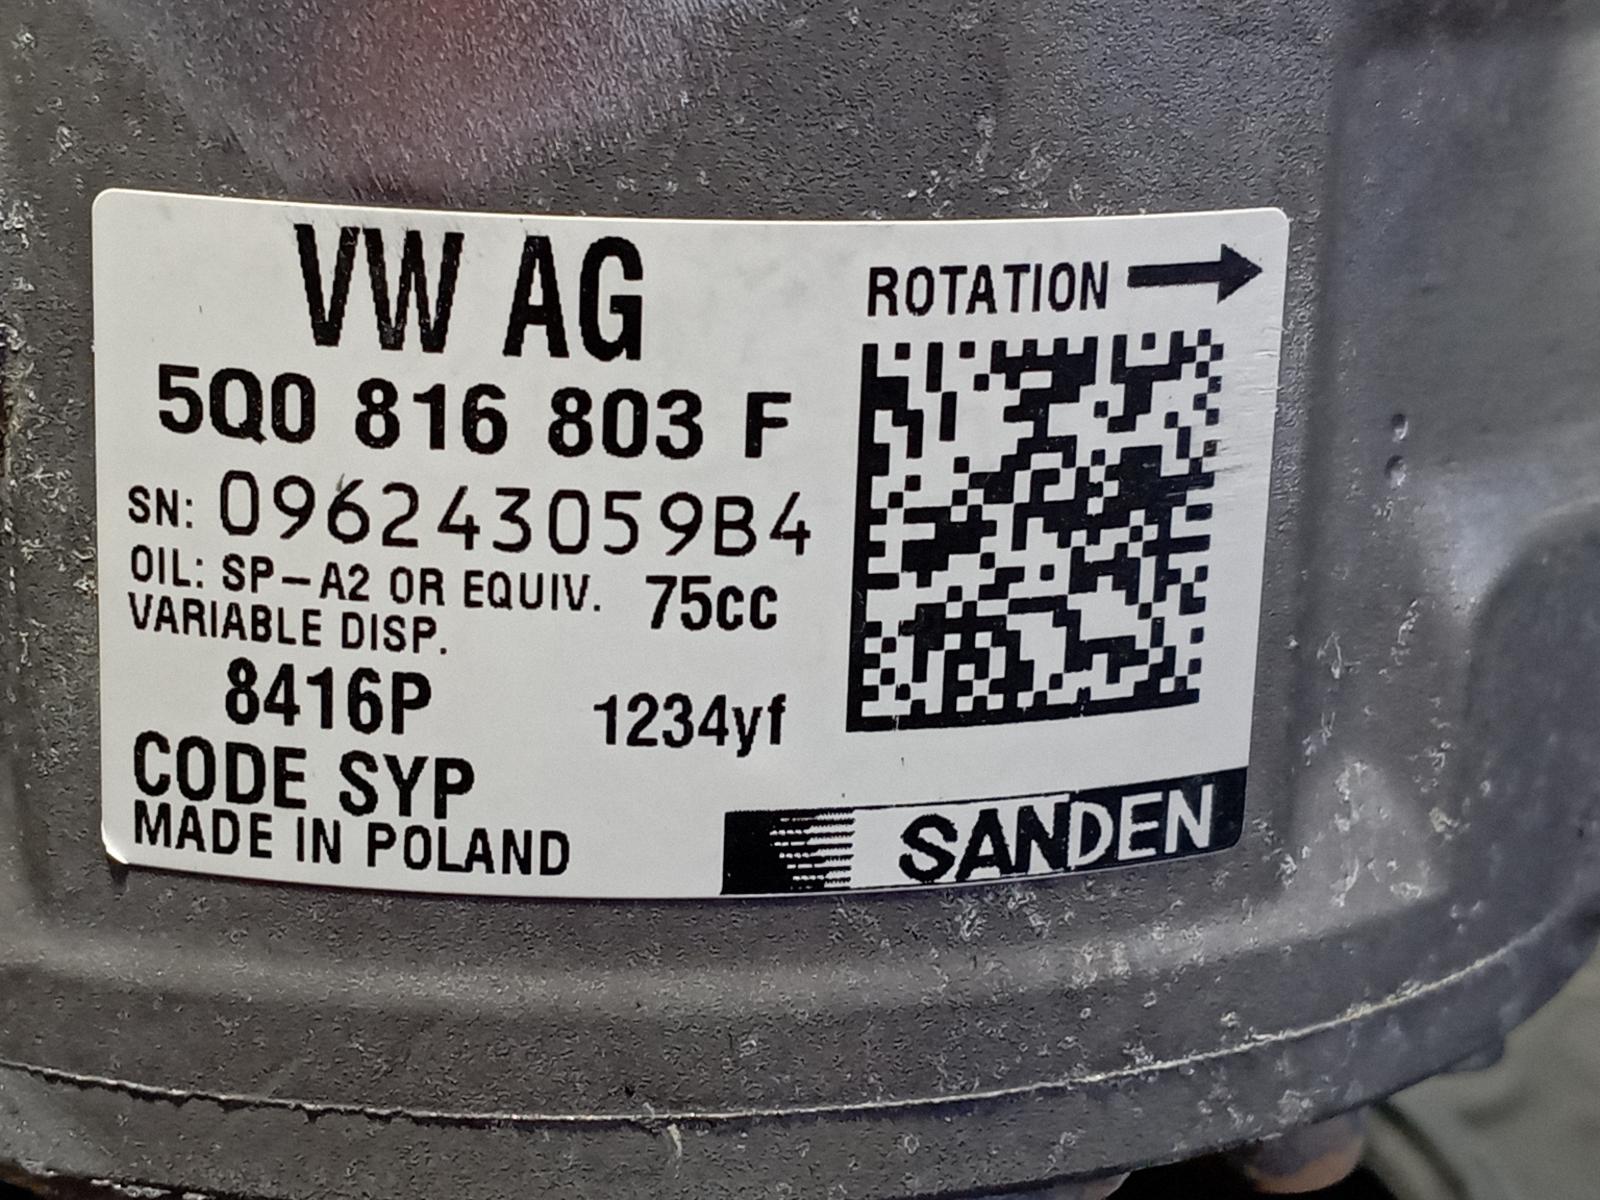 VW AG
5Q0 816 803 F
SN: 096243059B4
OIL: SP-A2 OR EQUIV. 75cc
VARIABLE DISP.
8416P 1234yf
CODE SYP
MADE IN POLAND
ROTATION
SANDEN